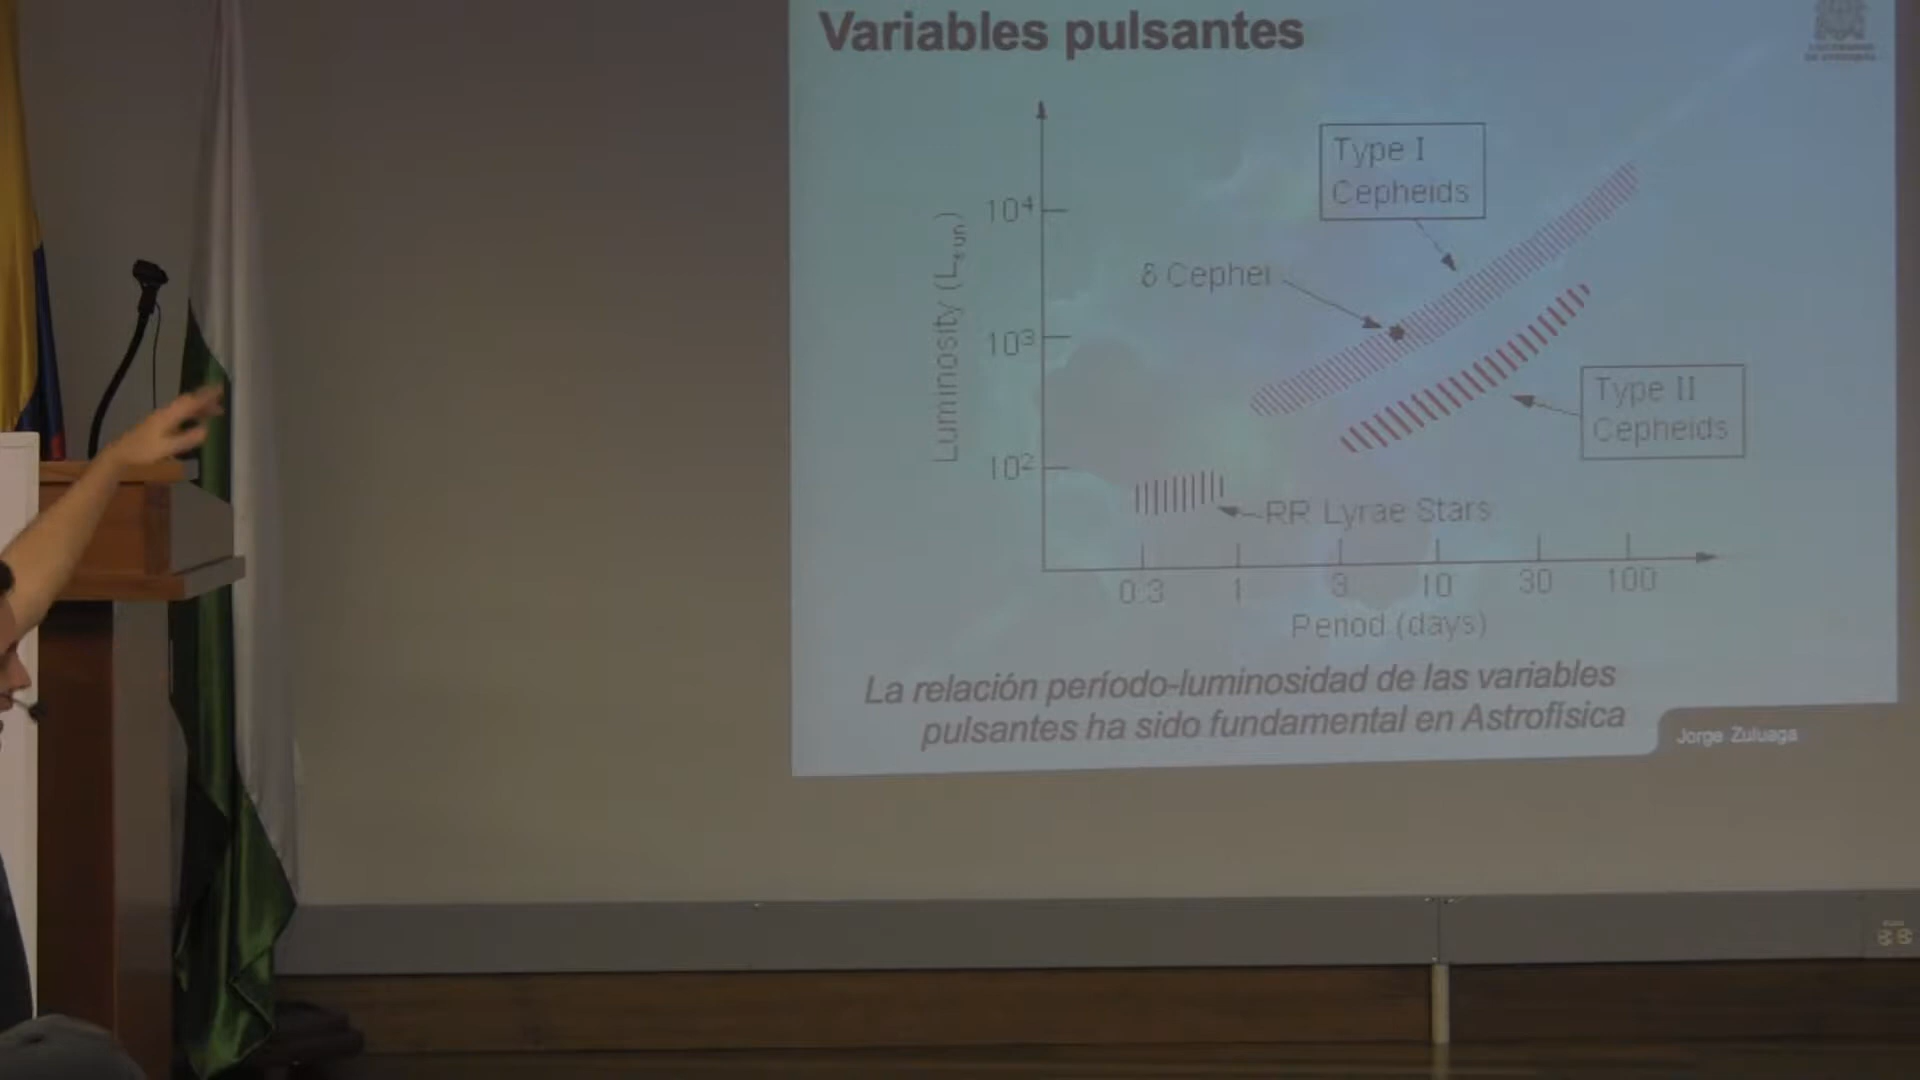 Variables pulsantes
Type I
Cepheids
10⁴
δ Cephei
Luminosity (Lsun)
10³
Type II
Cepheids
10²
RR Lyrae Stars
0.3 1 3 10 30 100
Period (days)
La relación período-luminosidad de las variables
pulsantes ha sido fundamental en Astrofísica
Jorge Zuluaga